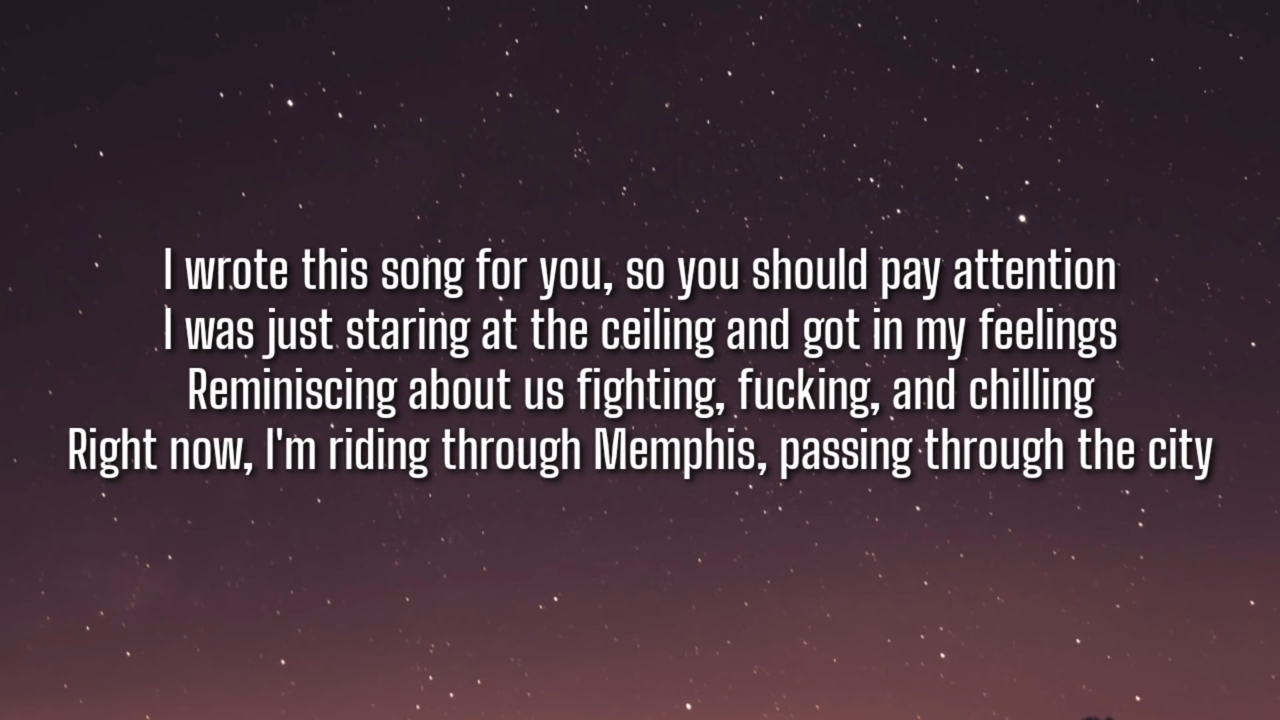 I wrote this song for you, so you should pay attention
I was just staring at the ceiling and got in my feelings
Reminiscing about us fighting, fucking, and chilling
Right now, I'm riding through Memphis, passing through the city